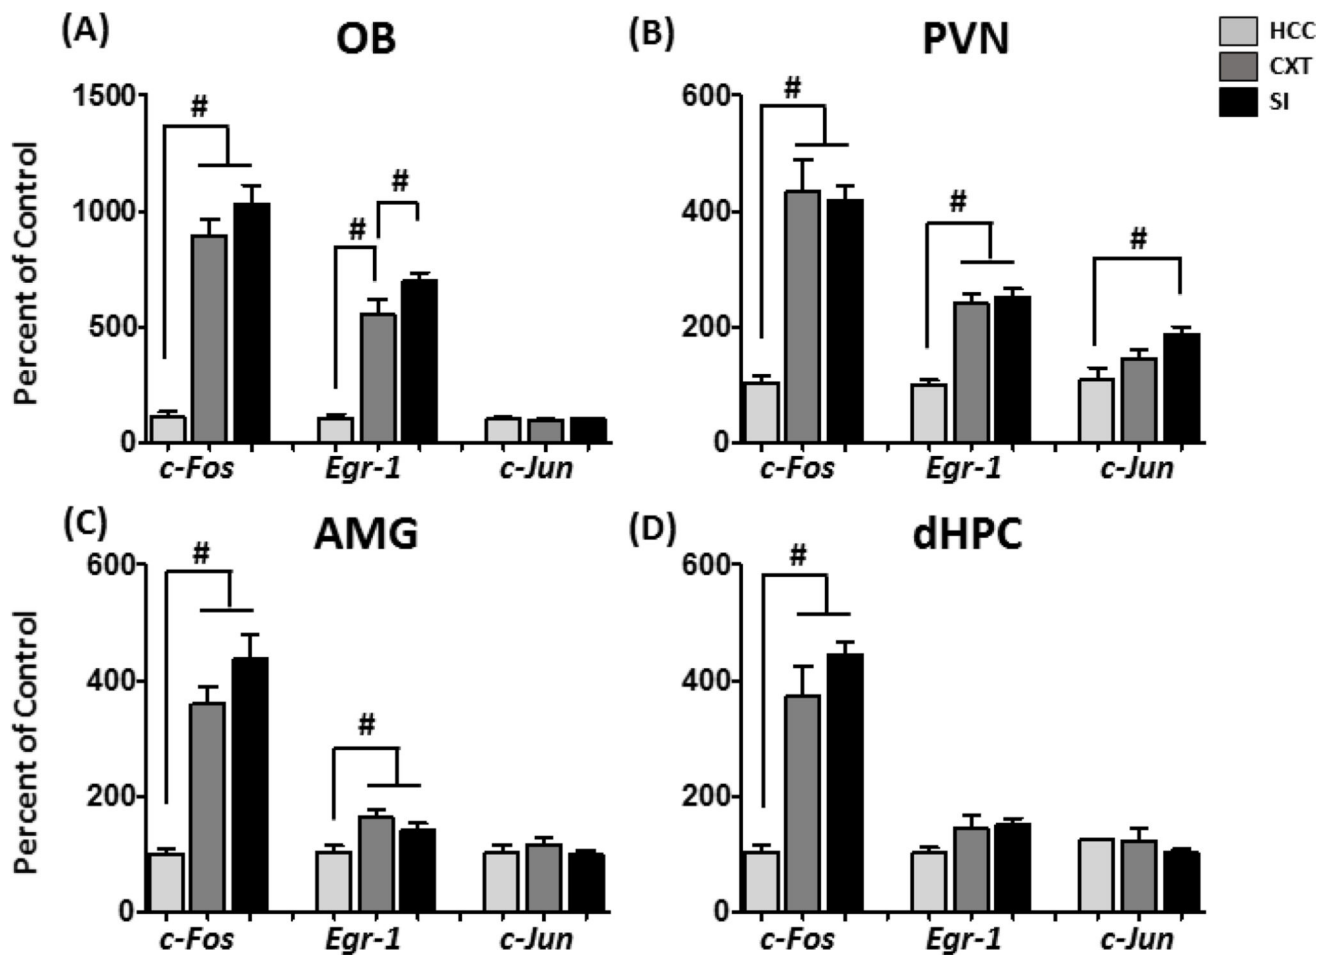 (A) OB
(B) PVN
HCC
CXT
SI
Percent of Control
1500
1000
500
0
# # #
c-Fos Egr-1 c-Jun
600
400
200
0
# # #
c-Fos Egr-1 c-Jun
(C) AMG
Percent of Control
600
400
200
0
# #
c-Fos Egr-1 c-Jun
(D) dHPC
600
400
200
0
#
c-Fos Egr-1 c-Jun